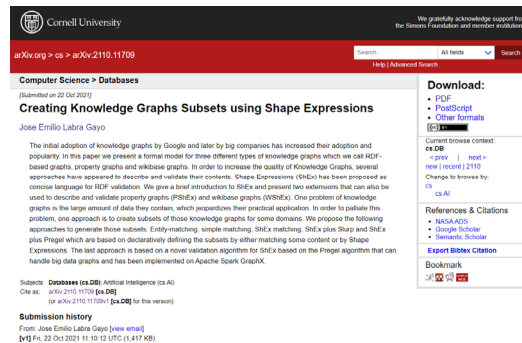 Cornell University
We gratefully acknowledge support from
the Simons Foundation and member institutions
arXiv.org > cs > arXiv:2110.11709
Search...
All fields
Search
Help | Advanced Search
Computer Science > Databases
[Submitted on 22 Oct 2021]
Creating Knowledge Graphs Subsets using Shape Expressions
Jose Emilio Labra Gayo
The initial adoption of knowledge graphs by Google and later by big companies has increased their adoption and
popularity. In this paper we present a formal model for three different types of knowledge graphs which we call RDF-
based graphs, property graphs and wikibase graphs. In order to increase the quality of Knowledge Graphs, several
approaches have appeared to describe and validate their contents. Shape Expressions (ShEx) has been proposed as
concise language for RDF validation. We give a brief introduction to ShEx and present two extensions that can also be
used to describe and validate property graphs (PShEx) and wikibase graphs (WShEx). One problem of knowledge
graphs is the large amount of data they contain, which jeopardizes their practical application. In order to palliate this
problem, one approach is to create subsets of those knowledge graphs for some domains. We propose the following
approaches to generate those subsets: Entity-matching, simple matching, ShEx matching, ShEx plus Slurp and ShEx
plus Pregel which are based on declaratively defining the subsets by either matching some content or by Shape
Expressions. The last approach is based on a novel validation algorithm for ShEx based on the Pregel algorithm that can
handle big data graphs and has been implemented on Apache Spark GraphX.
Subjects: Databases (cs.DB); Artificial Intelligence (cs.AI)
Cite as: arXiv:2110.11709 [cs.DB]
(or arXiv:2110.11709v1 [cs.DB] for this version)
Submission history
From: Jose Emilio Labra Gayo [view email]
[v1] Fri, 22 Oct 2021 11:10:12 UTC (1,417 KB)
Download:
• PDF
• PostScript
• Other formats
Current browse context:
cs.DB
< prev | next >
new | recent | 2110
Change to browse by:
cs
cs.AI
References & Citations
• NASA ADS
• Google Scholar
• Semantic Scholar
Export Bibtex Citation
Bookmark